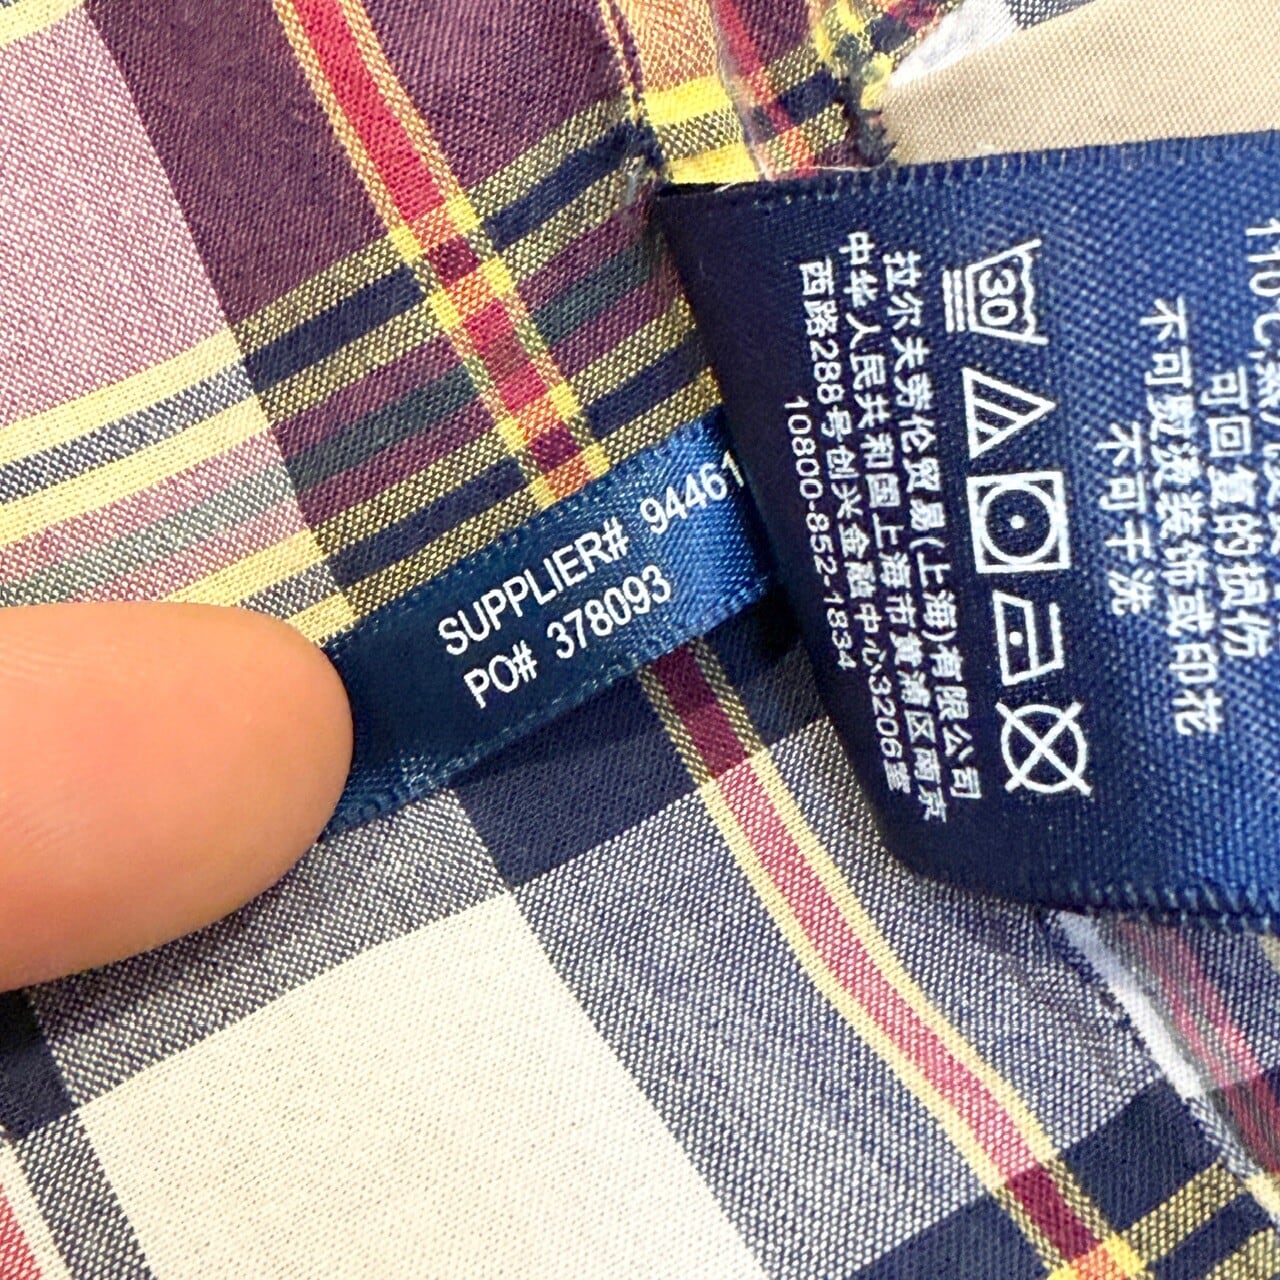 SUPPLIER# 94461
PO# 378093
30
不可熨烫装饰或印花
不可干洗
可回复的损伤
拉尔夫劳伦贸易(上海)有限公司
中华人民共和国上海市黄浦区南京
西路288号创兴金融中心3206室
10800-852-1834